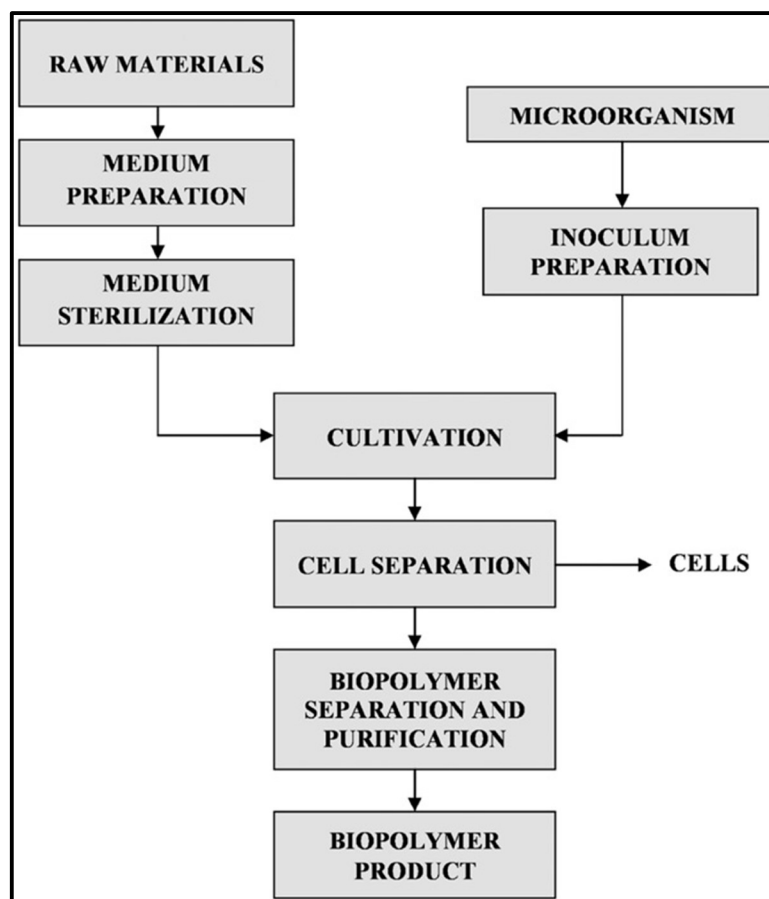 RAW MATERIALS
MICROORGANISM
MEDIUM
PREPARATION
INOCULUM
PREPARATION
MEDIUM
STERILIZATION
CULTIVATION
CELL SEPARATION
CELLS
BIOPOLYMER
SEPARATION AND
PURIFICATION
BIOPOLYMER
PRODUCT